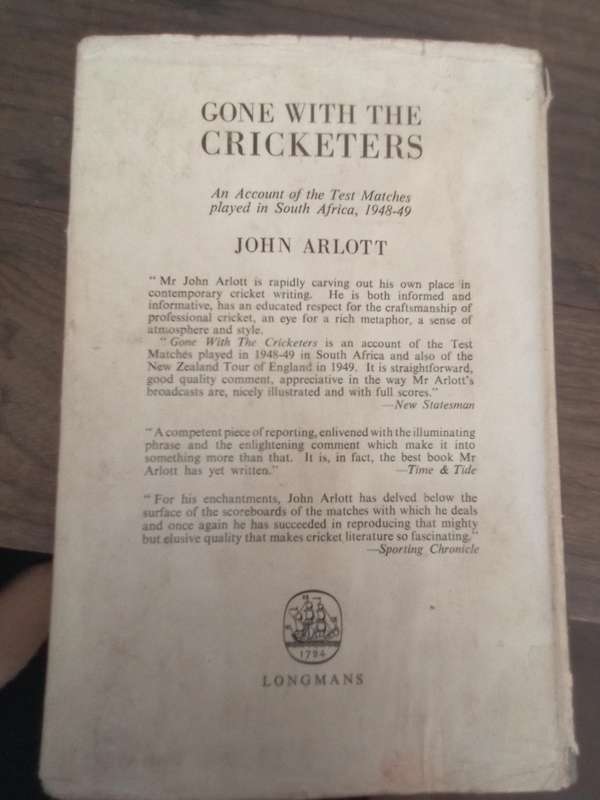 GONE WITH THE
CRICKETERS
An Account of the Test Matches
played in South Africa, 1948-49
JOHN ARLOTT
" Mr John Arlott is rapidly carving out his own place in
contemporary cricket writing. He is both informed and
informative, has an educated respect for the craftsmanship of
professional cricket, an eye for a rich metaphor, a sense of
atmosphere and style.
" Gone With The Cricketers is an account of the Test
Matches played in 1948-49 in South Africa and also of the
New Zealand Tour of England in 1949. It is straightforward,
good quality comment, appreciative in the way Mr Arlott's
broadcasts are, nicely illustrated and with full scores."
—New Statesman
" A competent piece of reporting, enlivened with the illuminating
phrase and the enlightening comment which make it into
something more than that. It is, in fact, the best book Mr
Arlott has yet written." —Time & Tide
" For his enchantments, John Arlott has delved below the
surface of the scoreboards of the matches with which he deals
and once again he has succeeded in reproducing that mighty
but elusive quality that makes cricket literature so fascinating."
—Sporting Chronicle
1724
LONGMANS